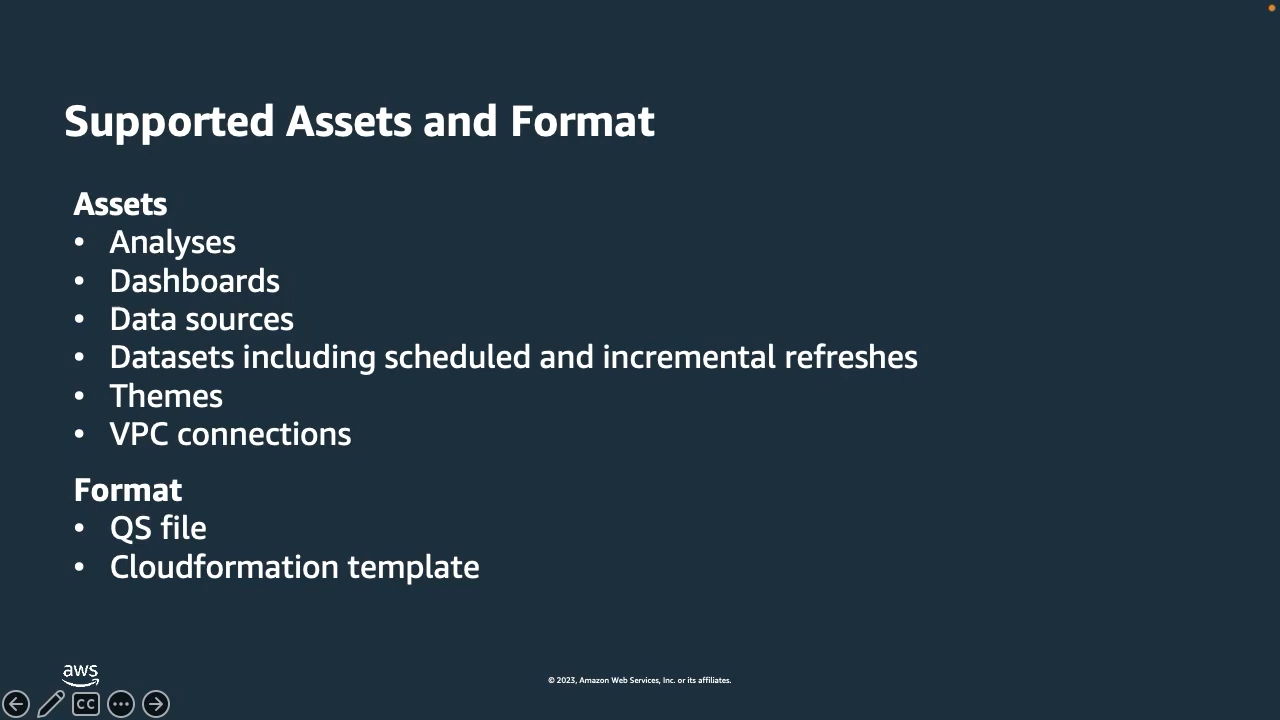 Supported Assets and Format
Assets
• Analyses
• Dashboards
• Data sources
• Datasets including scheduled and incremental refreshes
• Themes
• VPC connections
Format
• QS file
• Cloudformation template
aws
© 2023, Amazon Web Services, Inc. or its affiliates.
CC